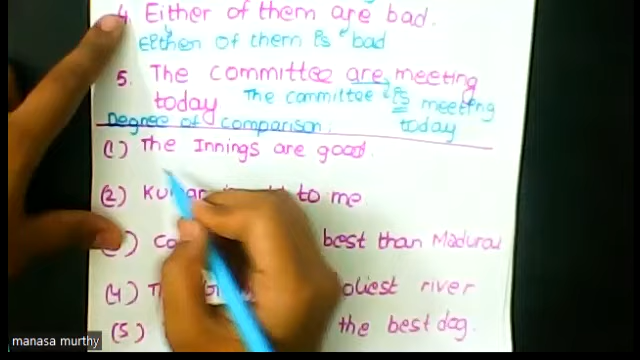 4 Either of them are bad.
Either of them is bad
5. The committee are meeting
today The committee is meeting
Degree of comparison. today
(1) The Innings are good.
(2) to me
best than Madurai
(4) oliest river
(5) the best dog.
manasa murthy